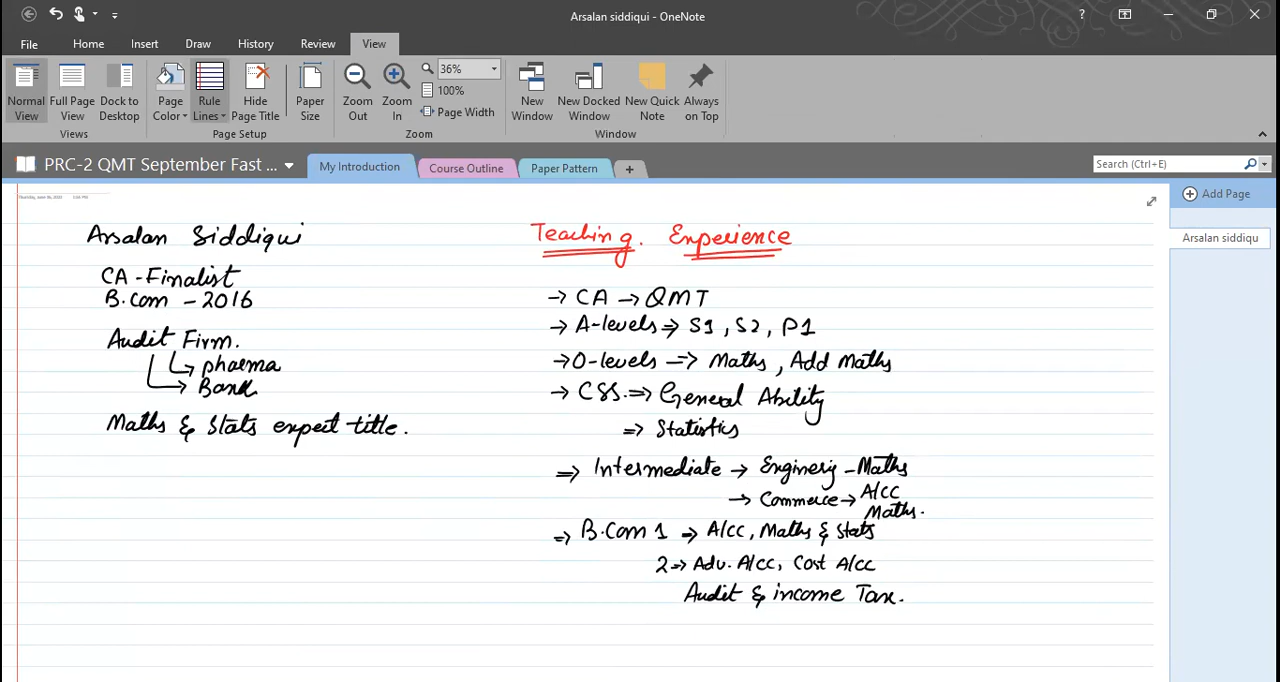 Arsalan siddiqui - OneNote
?
File Home Insert Draw History Review View
Normal View
Full Page View
Dock to Desktop
Views
Page Color
Rule Lines
Hide Page Title
Page Setup
Paper Size
Zoom Out
Zoom In
36%
100%
Page Width
Zoom
New Window
New Docked Window
New Quick Note
Always on Top
Window
PRC-2 QMT September Fast ...
My Introduction
Course Outline
Paper Pattern
+
Search (Ctrl+E)
Add Page
Arsalan siddiqu
Arsalan Siddiqui
CA - Finalist
B.Com - 2016
Audit Firm.
→ pharma
→ Bank
Maths & Stats expect title.
Teaching Experience
→ CA → QMT
→ A-levels ⇒ S1, S2, P1
→ O-levels → Maths, Add Maths
→ CSS. ⇒ General Ability
⇒ Statistics
⇒ Intermediate → Enginerig - Maths
→ Commerce → A/CC
Maths.
⇒ B.Com 1 ⇒ A/CC, Maths & Stats
2 ⇒ Adv. A/CC, Cost A/CC
Audit & income Tax.